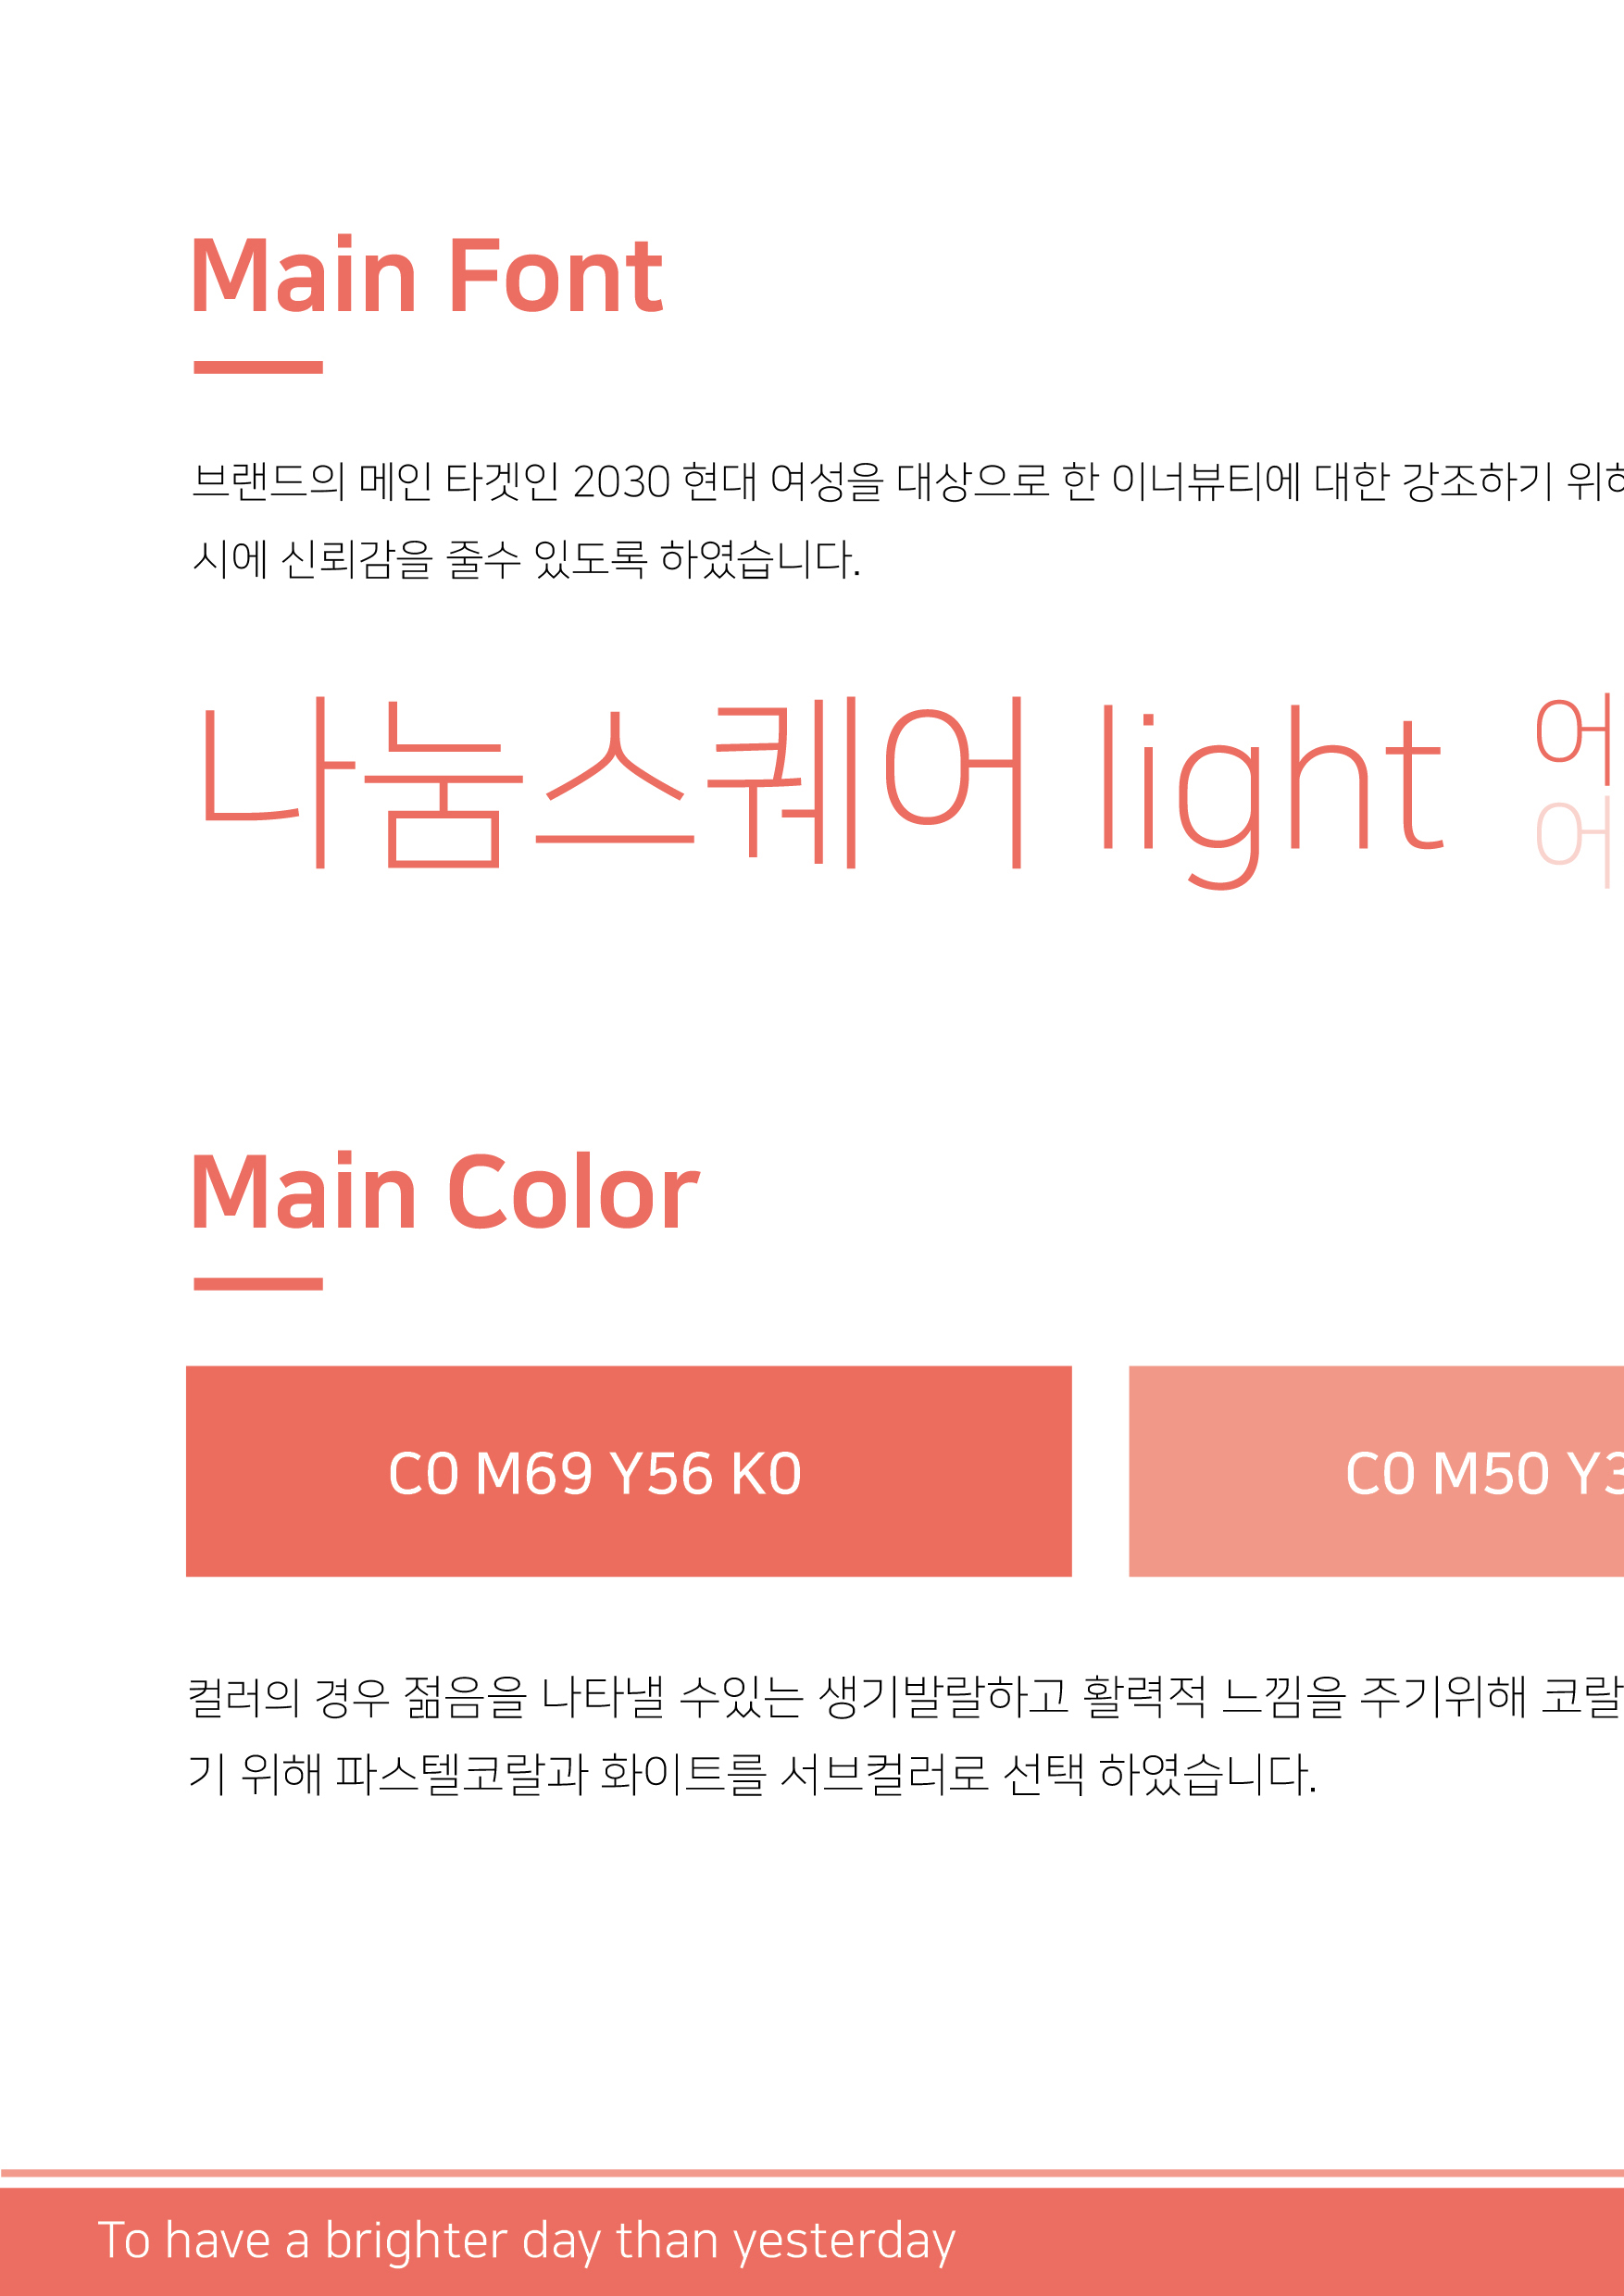 Main Font
브랜드의 메인 타겟인 2030 현대 여성을 대상으로 한 이너뷰티에 대한 강조하기
시에 신뢰감을 줄수 있도록 하였습니다.
나눔스퀘어 light
어
어
Main Color
C0 M69 Y56 K0
C0 M50
컬러의 경우 젊음을 나타낼 수있는 생기발랄하고 활력적 느낌을 주기위해 코랄
기 위해 파스텔코랄과 화이트를 서브컬러로 선택 하였습니다.
To have a brighter day than yesterday